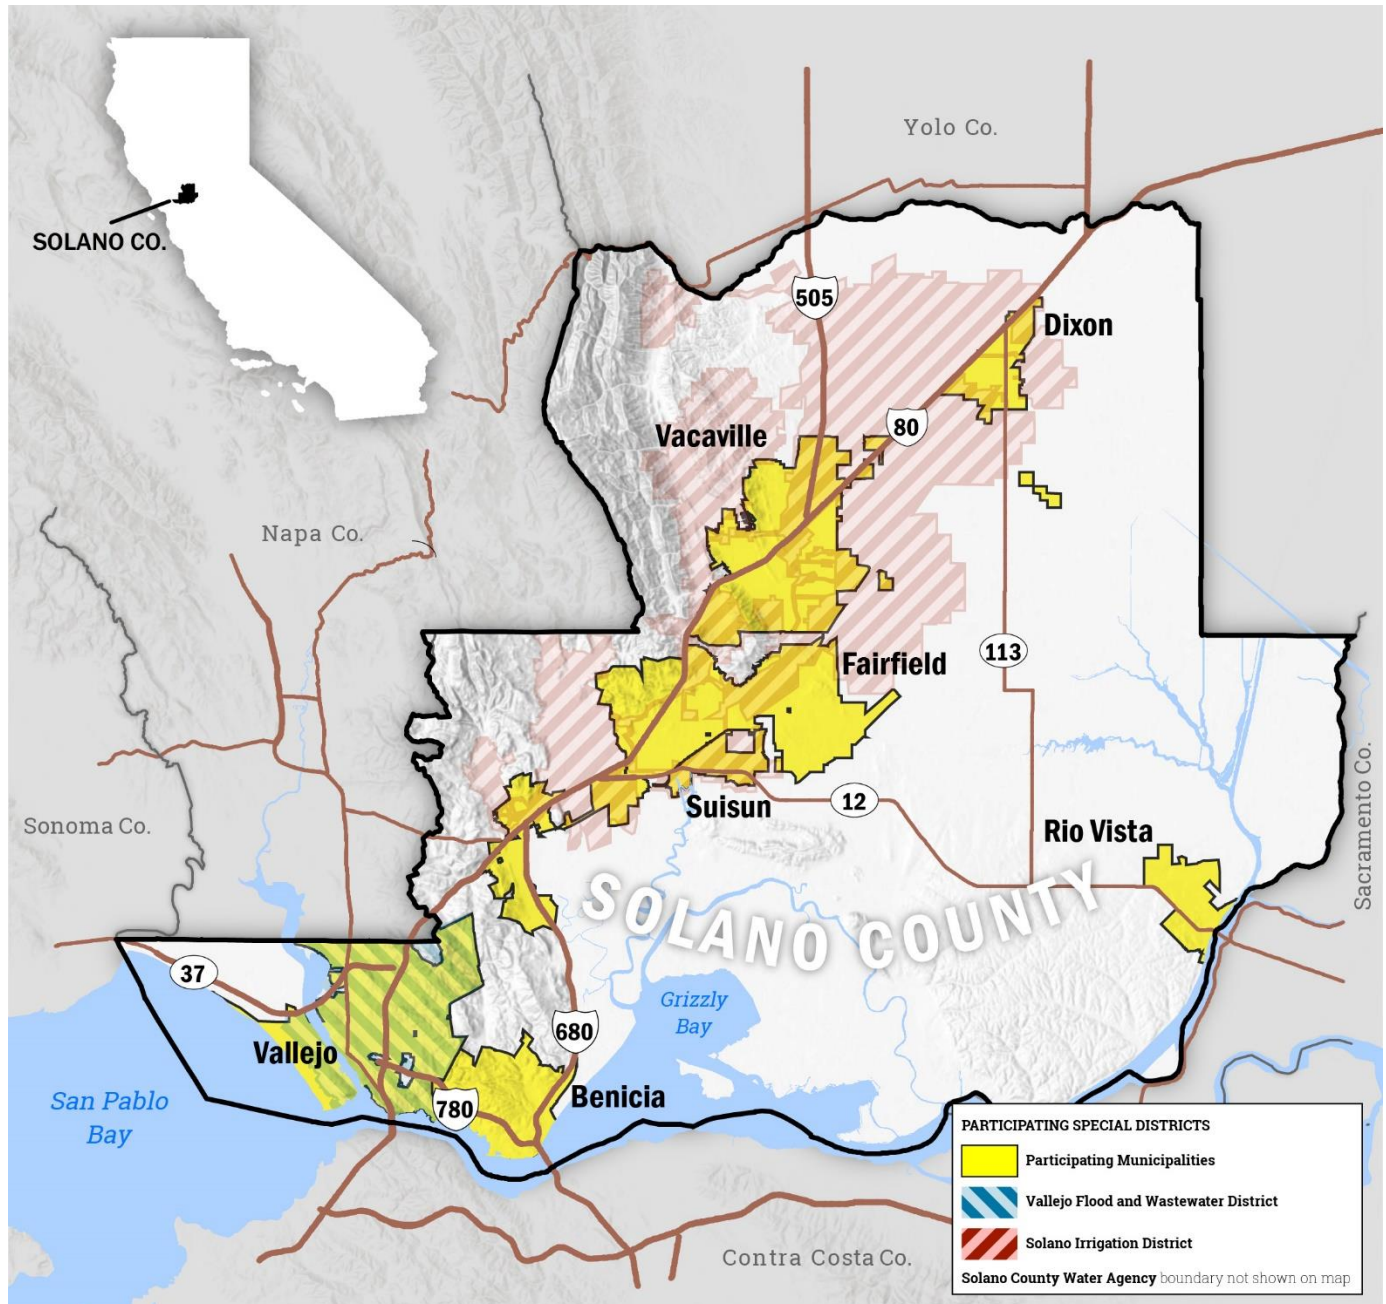 Yolo Co.
SOLANO CO.
505
Dixon
80
Vacaville
Napa Co.
Fairfield
113
Suisun
12
Sonoma Co.
Rio Vista
Sacramento Co.
SOLANO COUNTY
37
Grizzly
Bay
680
Vallejo
Benicia
780
San Pablo
Bay
Contra Costa Co.
PARTICIPATING SPECIAL DISTRICTS
Participating Municipalities
Vallejo Flood and Wastewater District
Solano Irrigation District
Solano County Water Agency boundary not shown on map